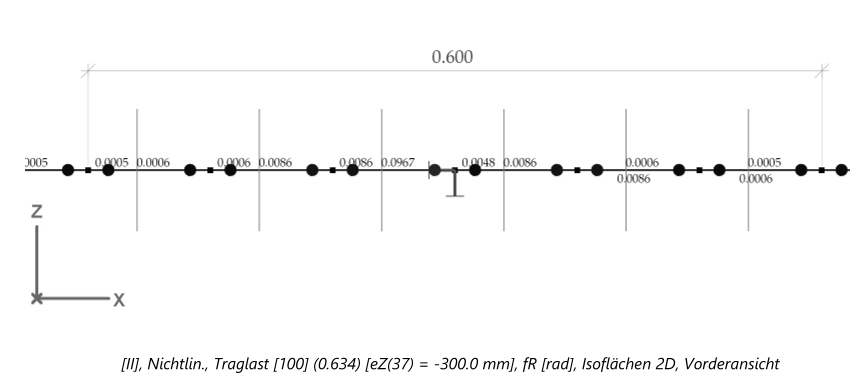 0.600
0005 0.0005 0.0006 0.0006 0.0086 0.0086 0.0967 0.0048 0.0086 0.0006 0.0005
0.0086 0.0006
Z
X
[II], Nichtlin., Traglast [100] (0.634) [eZ(37) = -300.0 mm], fR [rad], Isoflächen 2D, Vorderansicht